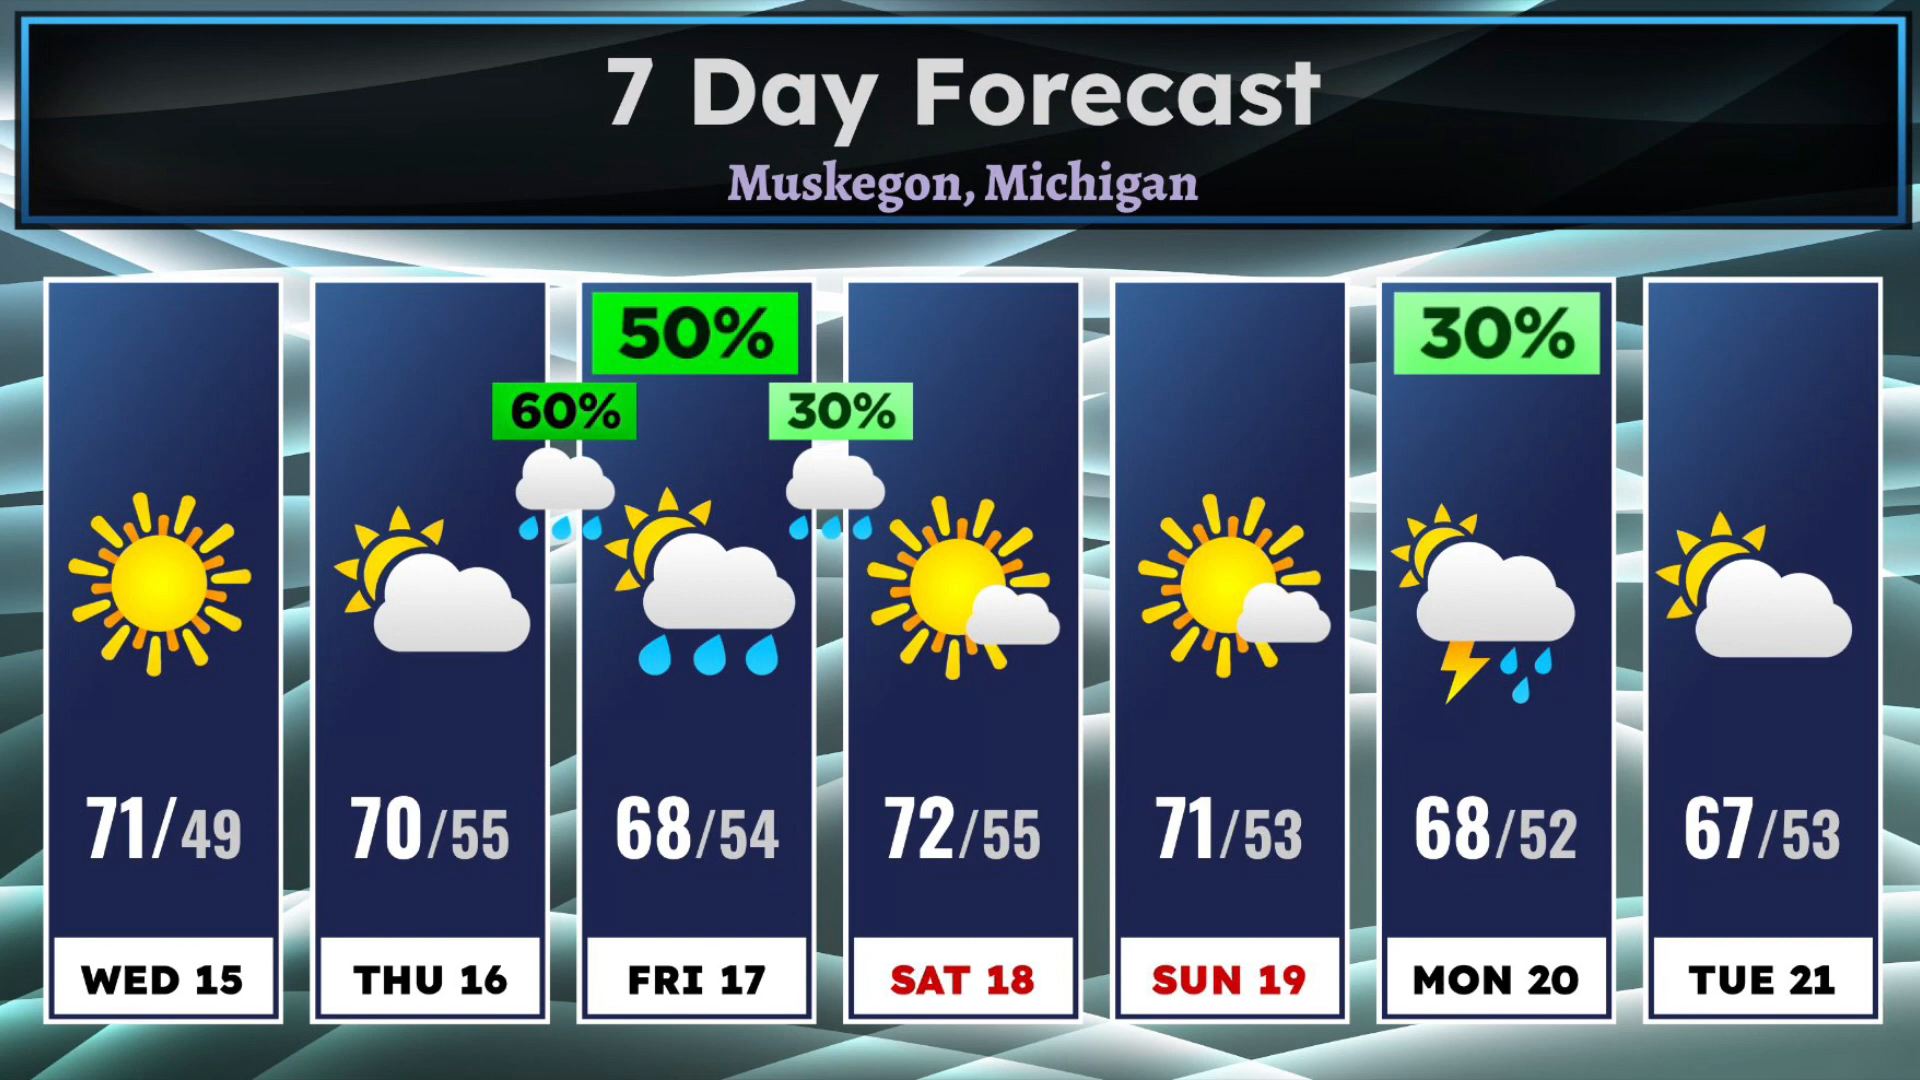 7 Day Forecast
Muskegon, Michigan
50%
30%
60%
30%
71/49
70/55
68/54
72/55
71/53
68/52
67/53
WED 15
THU 16
FRI 17
SAT 18
SUN 19
MON 20
TUE 21